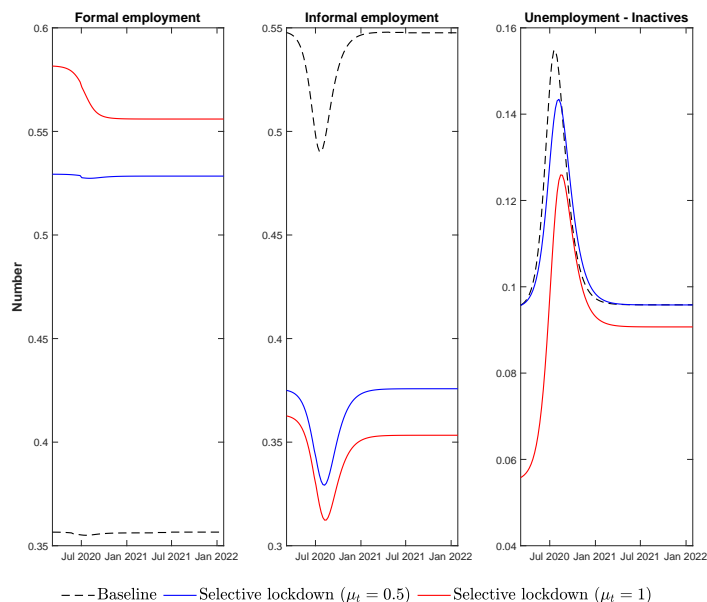 Formal employment
Informal employment
Unemployment - Inactives
Number
0.6
0.55
0.5
0.45
0.4
0.35
Jul 2020 Jan 2021 Jul 2021 Jan 2022
0.55
0.5
0.45
0.4
0.35
0.3
Jul 2020 Jan 2021 Jul 2021 Jan 2022
0.16
0.14
0.12
0.1
0.08
0.06
0.04
Jul 2020 Jan 2021 Jul 2021 Jan 2022
Baseline Selective lockdown (μₜ = 0.5) Selective lockdown (μₜ = 1)